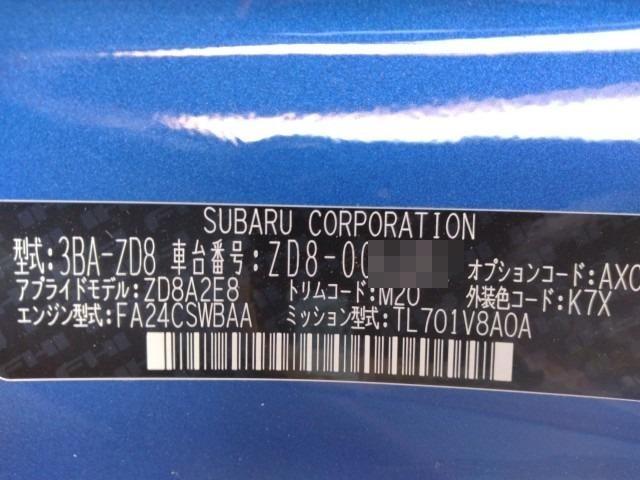 SUBARU CORPORATION
型式:3BA-ZD8 車台番号:ZD8-00
オプションコード:AXC
アプライドモデル:ZD8A2E8 トリムコード:M20 外装色コード:K7X
エンジン型式:FA24CSWBAA ミッション型式:TL701V8A0A